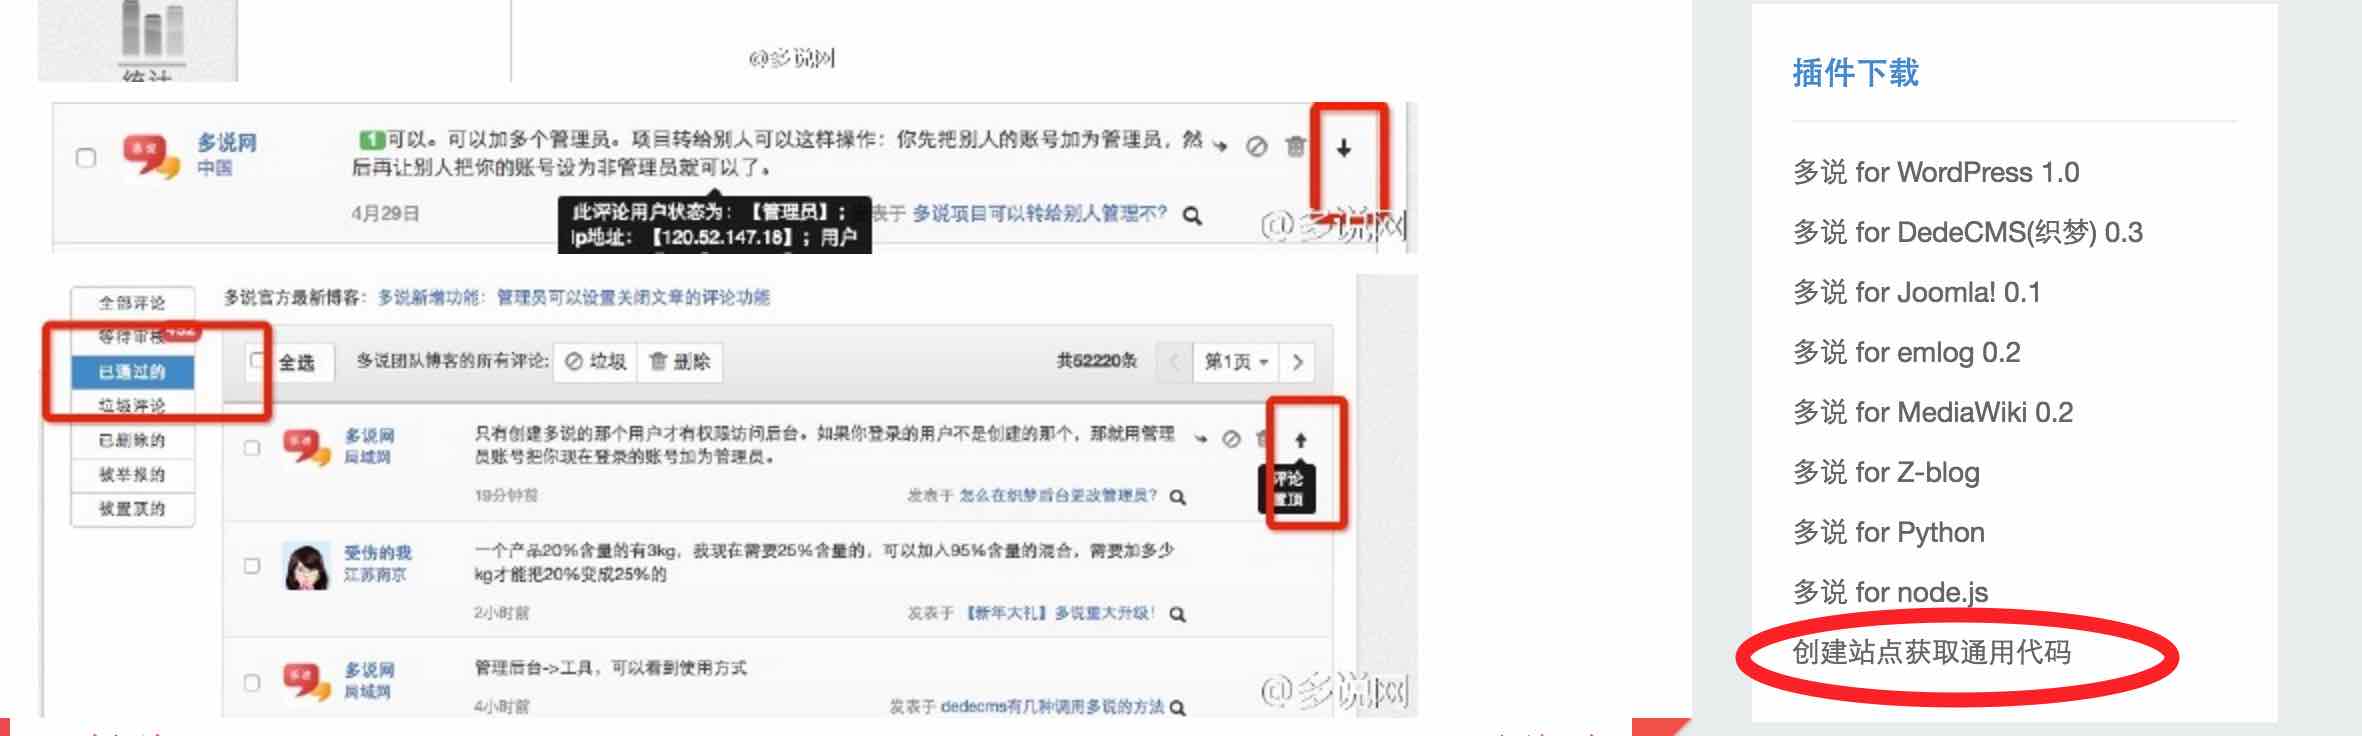 统计
@多说网
多说网
中国
1 可以。可以加多个管理员。项目转给别人可以这样操作：你先把别人的账号加为管理员，然
后再让别人把你的账号设为非管理员就可以了。
4月29日
此评论用户状态为：【管理员】；
ip地址：【120.52.147.18】；用户
表于 多说项目可以转给别人管理不？
@多说网
全部评论
等待审核 452
已通过的
垃圾评论
已删除的
被举报的
被置顶的
多说官方最新博客：多说新增功能：管理员可以设置关闭文章的评论功能
全选
多说团队博客的所有评论：
垃圾
删除
共52220条
第1页
多说网
局域网
只有创建多说的那个用户才有权限访问后台。如果你登录的用户不是创建的那个，那就用管理
员账号把你现在登录的账号加为管理员。
评论
置顶
19分钟前
发表于 怎么在织梦后台更改管理员？
受伤的我
江苏南京
一个产品20%含量的有3kg，我现在需要25%含量的，可以加入95%含量的混合，需要加多少
kg才能把20%变成25%的
2小时前
发表于 【新年大礼】多说重大升级！
多说网
局域网
管理后台->工具，可以看到使用方式
4小时前
发表于 dedecms有几种调用多说的方法
@多说网
插件下载
多说 for WordPress 1.0
多说 for DedeCMS(织梦) 0.3
多说 for Joomla! 0.1
多说 for emlog 0.2
多说 for MediaWiki 0.2
多说 for Z-blog
多说 for Python
多说 for node.js
创建站点获取通用代码